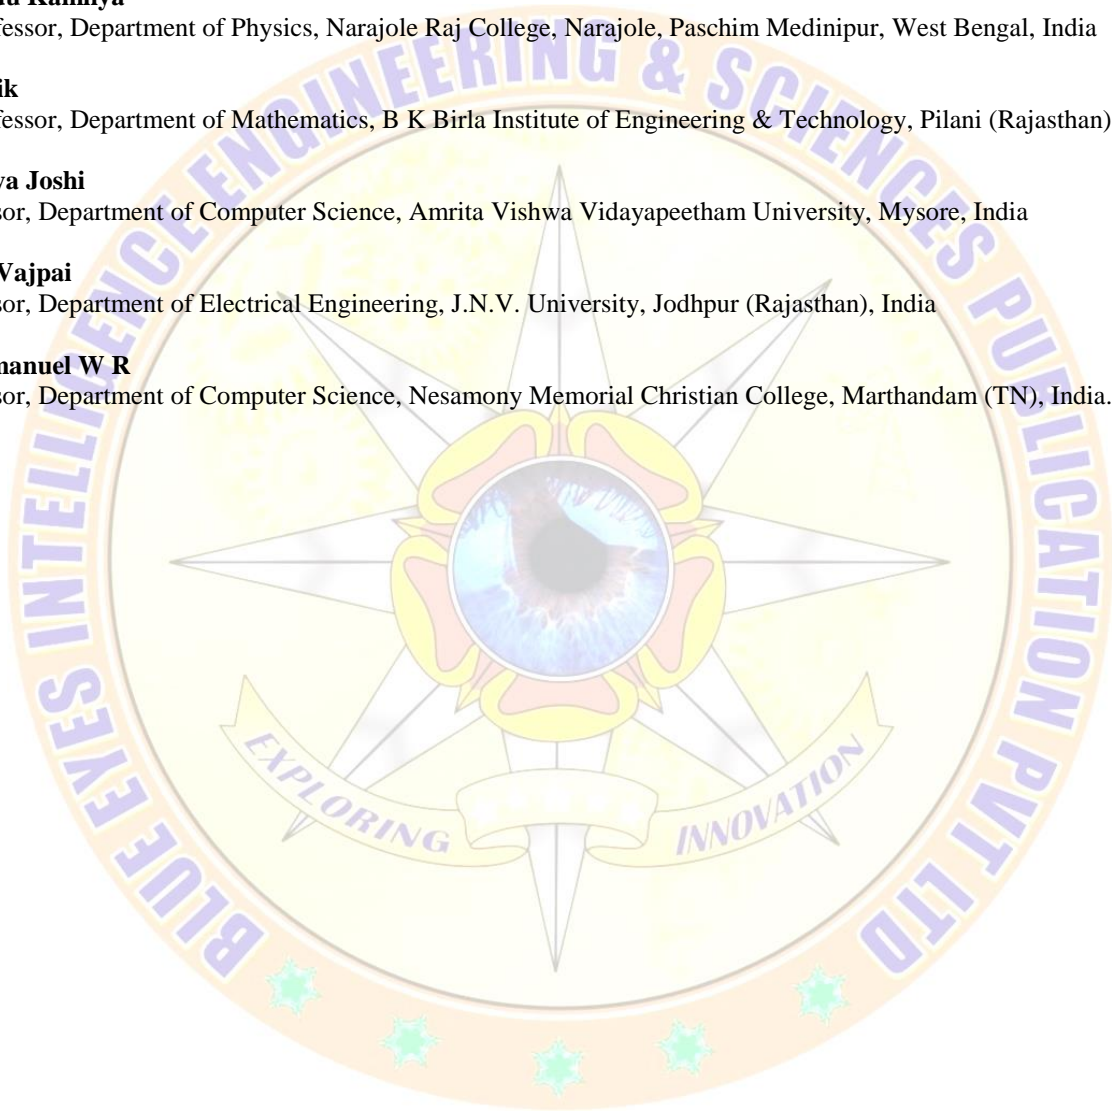 fessor, Department of Physics, Narajole Raj College, Narajole, Paschim Medinipur, West Bengal, India
ik
fessor, Department of Mathematics, B K Birla Institute of Engineering & Technology, Pilani (Rajasthan)
va Joshi
sor, Department of Computer Science, Amrita Vishwa Vidayapeetham University, Mysore, India
Vajpai
sor, Department of Electrical Engineering, J.N.V. University, Jodhpur (Rajasthan), India
nanuel W R
sor, Department of Computer Science, Nesamony Memorial Christian College, Marthandam (TN), India.
BLUE EYES INTELLIGENCE ENGINEERING & SCIENCES PUBLICATION PVT LTD
EXPLORING INNOVATION